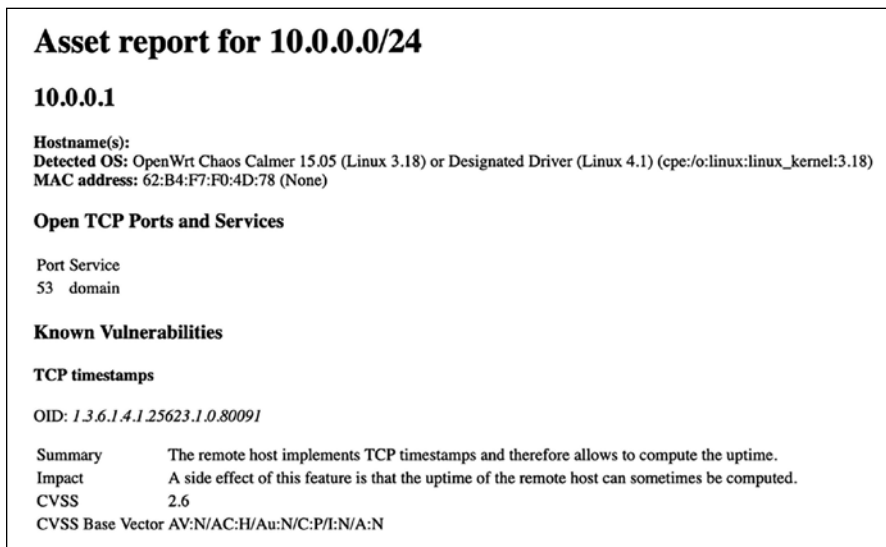 Asset report for 10.0.0.0/24
10.0.0.1
Hostname(s):
Detected OS: OpenWrt Chaos Calmer 15.05 (Linux 3.18) or Designated Driver (Linux 4.1) (cpe:/o:linux:linux_kernel:3.18)
MAC address: 62:B4:F7:F0:4D:78 (None)
Open TCP Ports and Services
Port Service
53 domain
Known Vulnerabilities
TCP timestamps
OID: 1.3.6.1.4.1.25623.1.0.80091
Summary The remote host implements TCP timestamps and therefore allows to compute the uptime.
Impact A side effect of this feature is that the uptime of the remote host can sometimes be computed.
CVSS 2.6
CVSS Base Vector AV:N/AC:H/Au:N/C:P/I:N/A:N